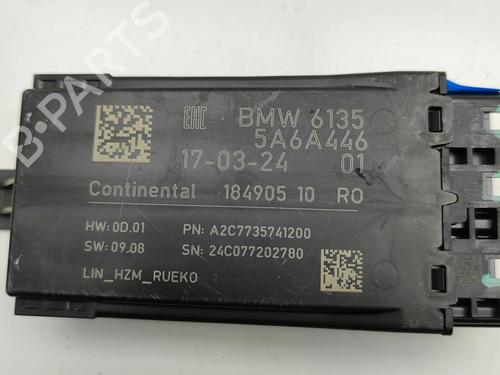 EAC BMW 6135
5A6A446
17-03-24 01
Continental 184905 10 RO
HW: 0D.01 PN: A2C7735741200
SW: 09.08 SN: 24C077202780
LIN_HZM_RUEKO
B-PARTS